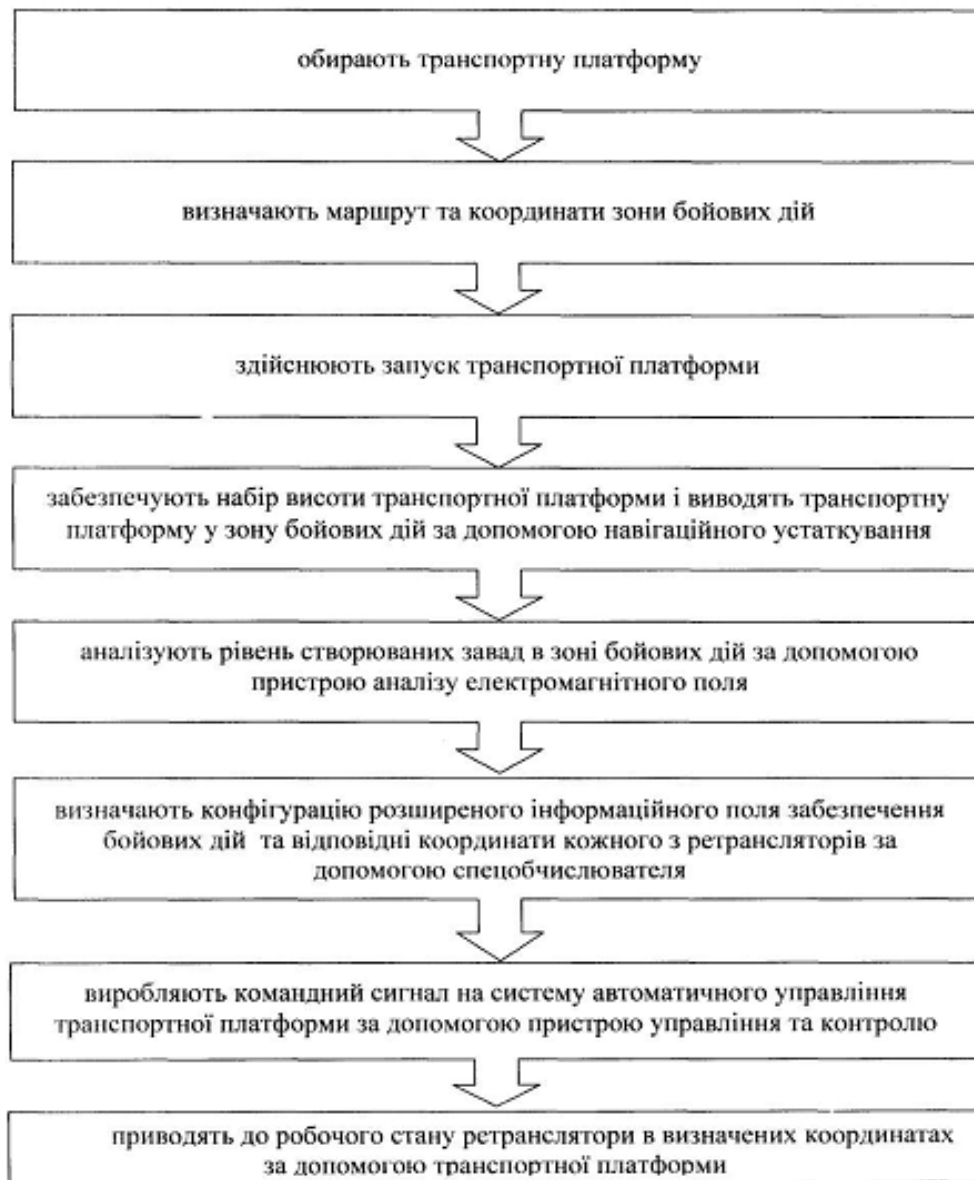 обирають транспортну платформу
визначають маршрут та координати зони бойових дій
здійснюють запуск транспортної платформи
забезпечують набір висоти транспортної платформи і виводять транспортну
платформу у зону бойових дій за допомогою навігаційного устаткування
аналізують рівень створюваних завад в зоні бойових дій за допомогою
пристрою аналізу електромагнітного поля
визначають конфігурацію розширеного інформаційного поля забезпечення
бойових дій та відповідні координати кожного з ретрансляторів за
допомогою спецобчислювателя
виробляють командний сигнал на систему автоматичного управління
транспортної платформи за допомогою пристрою управління та контролю
приводять до робочого стану ретранслятори в визначених координатах
за допомогою транспортної платформи